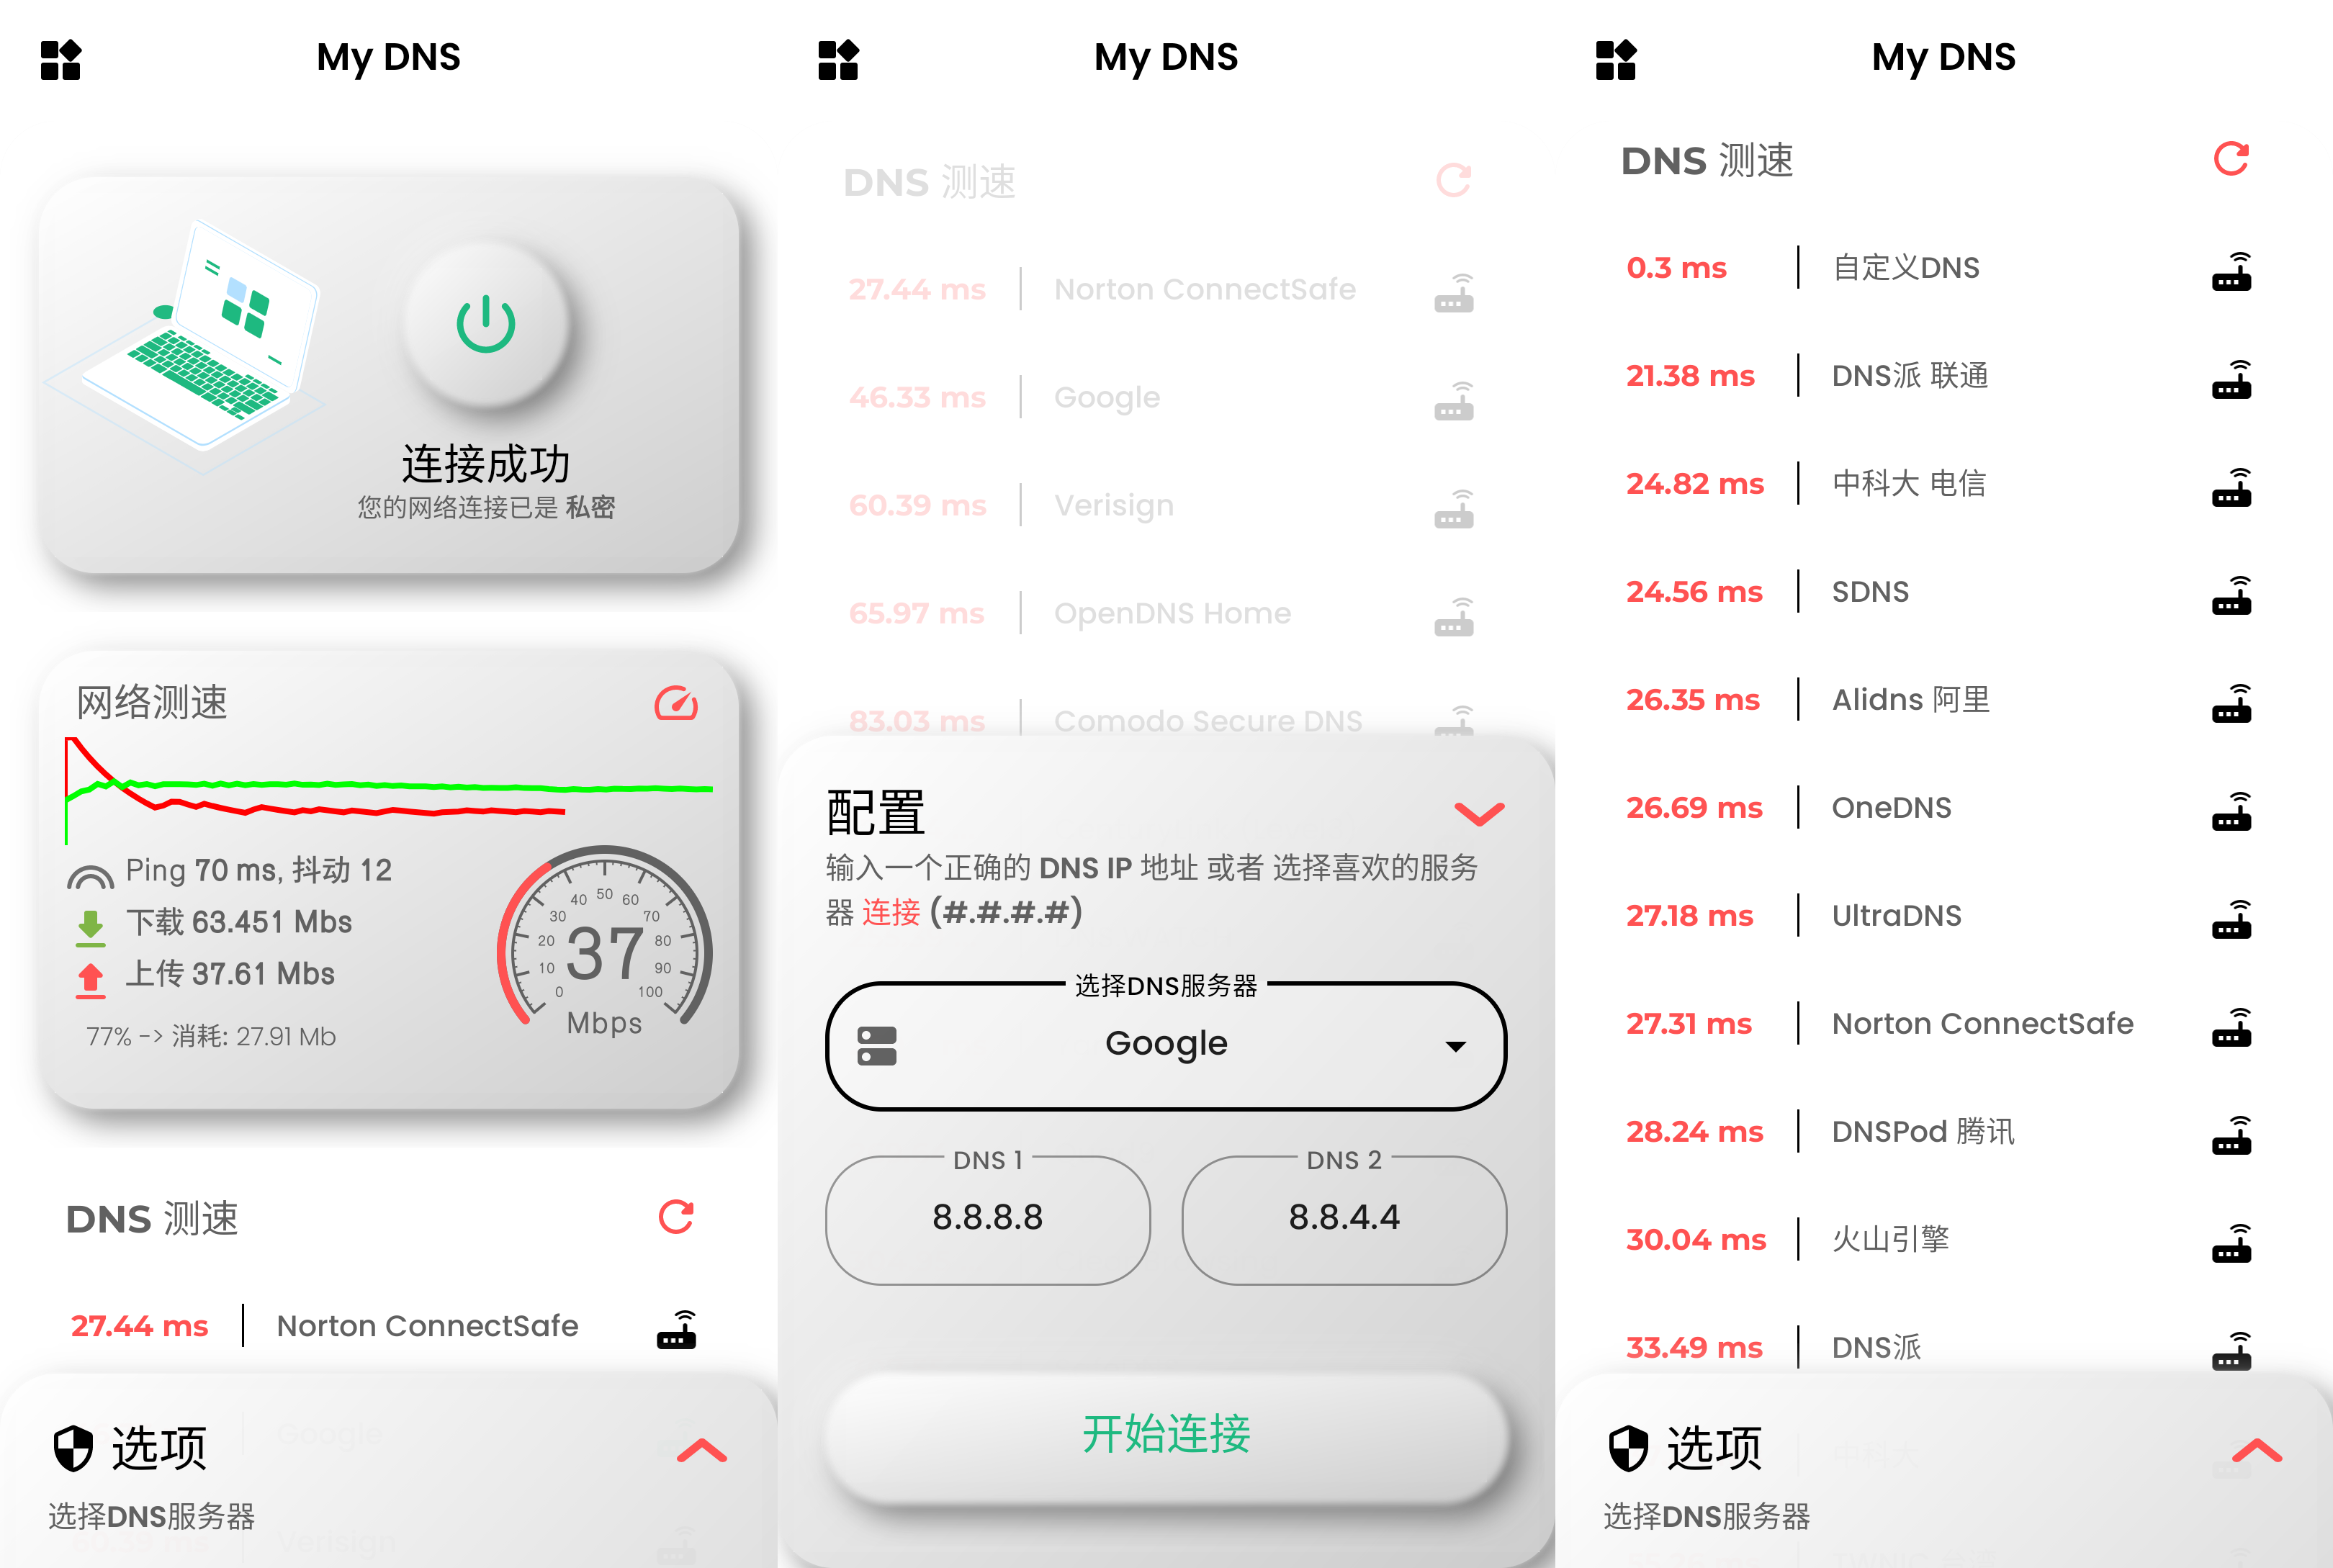 My DNS
连接成功
您的网络连接已是 私密
网络测速
Ping 70 ms, 抖动 12
下载 63.451 Mbs
上传 37.61 Mbs
77% -> 消耗: 27.91 Mb
0
10
20
30
40
50
60
70
80
90
100
37
Mbps
DNS 测速
27.44 ms
Norton ConnectSafe
Google
选项
选择DNS服务器
Verisign
My DNS
DNS 测速
27.44 ms
Norton ConnectSafe
46.33 ms
Google
60.39 ms
Verisign
65.97 ms
OpenDNS Home
83.03 ms
Comodo Secure DNS
配置
输入一个正确的 DNS IP 地址 或者 选择喜欢的服务
器 连接 (#.#.#.#)
选择DNS服务器
Google
DNS 1
8.8.8.8
DNS 2
8.8.4.4
开始连接
My DNS
DNS 测速
0.3 ms
自定义DNS
21.38 ms
DNS派 联通
24.82 ms
中科大 电信
24.56 ms
SDNS
26.35 ms
Alidns 阿里
26.69 ms
OneDNS
27.18 ms
UltraDNS
27.31 ms
Norton ConnectSafe
28.24 ms
DNSPod 腾讯
30.04 ms
火山引擎
33.49 ms
DNS派
选项
选择DNS服务器